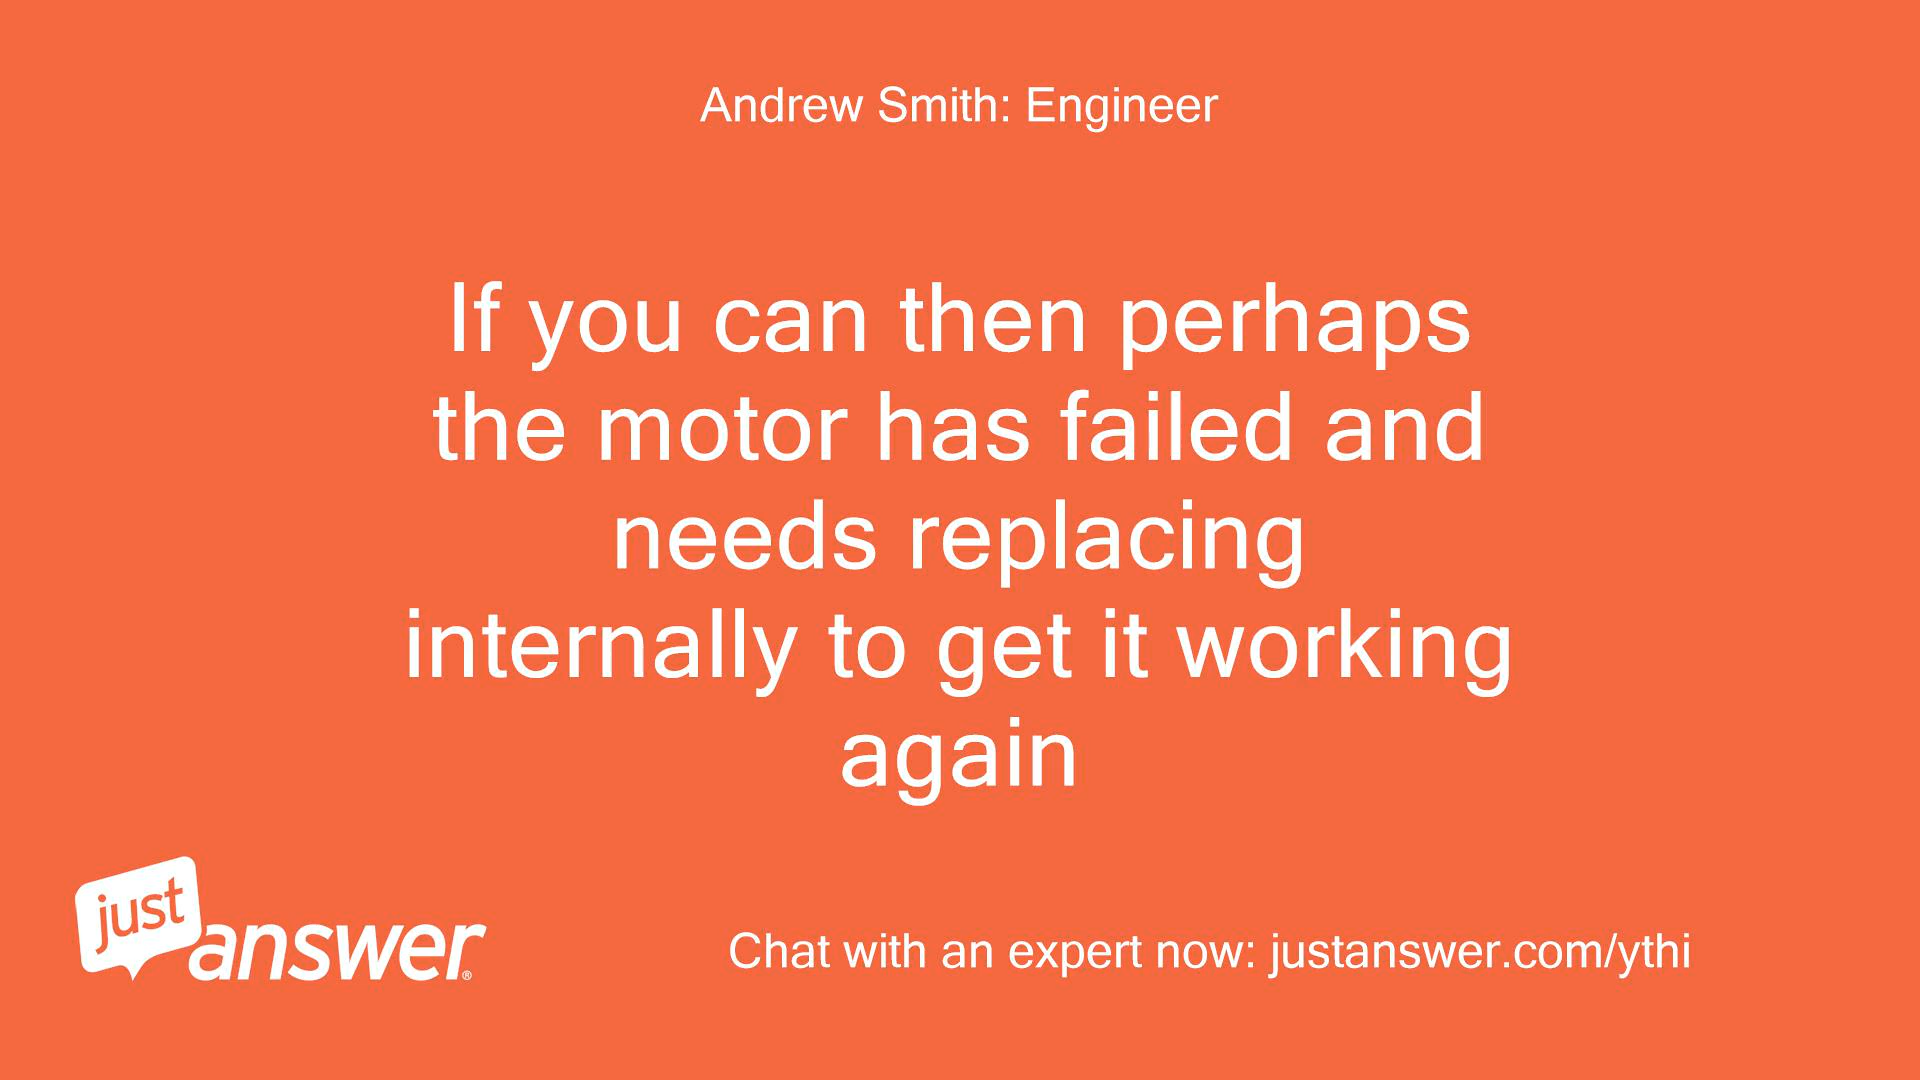 Andrew Smith: Engineer
If you can then perhaps
the motor has failed and
needs replacing
internally to get it working
again
just
answer®
Chat with an expert now: justanswer.com/ythi